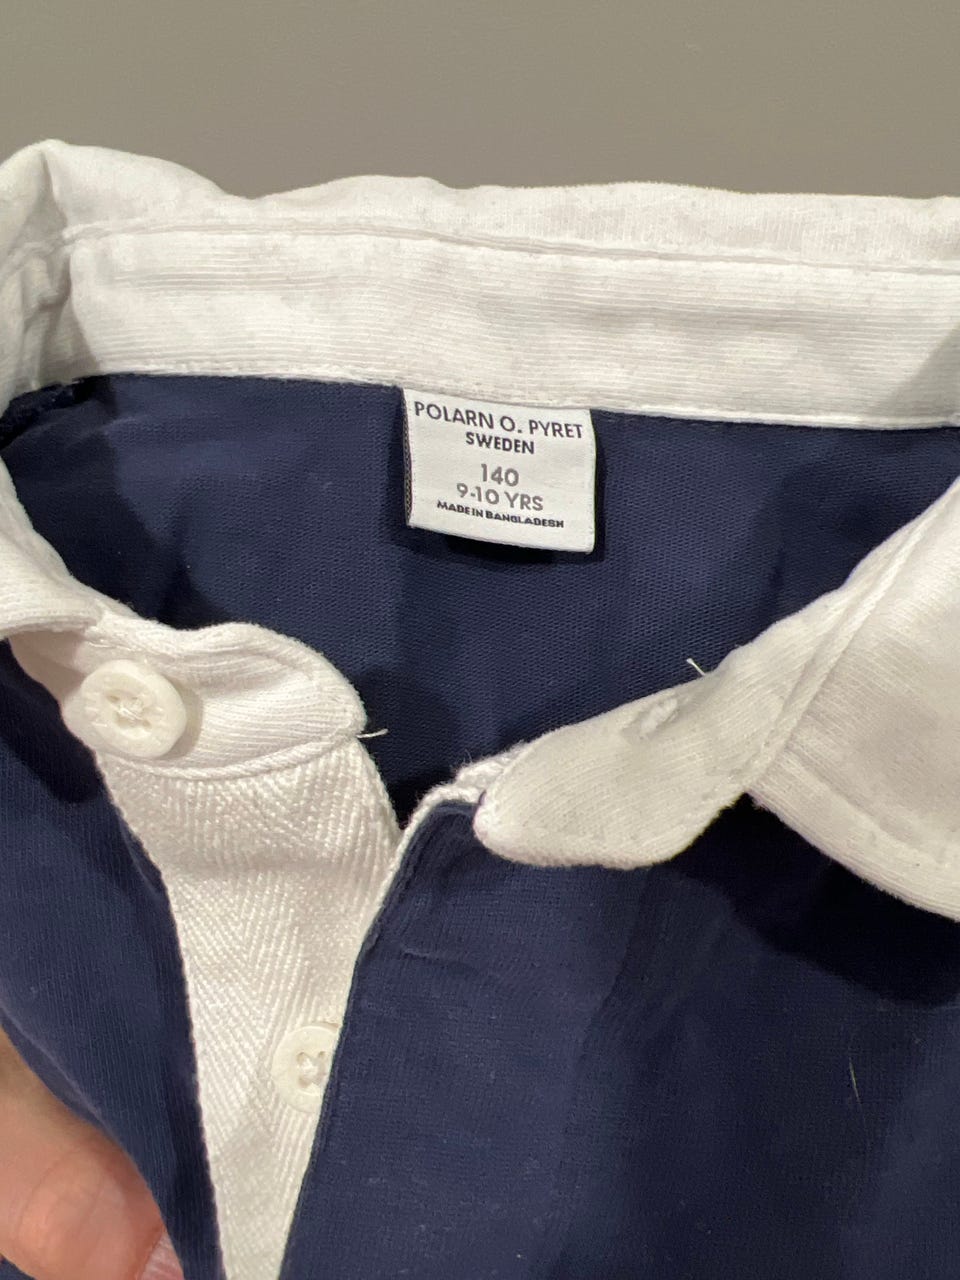 POLARN O. PYRET
SWEDEN
140
9-10 YRS
MADE IN BANGLADESH